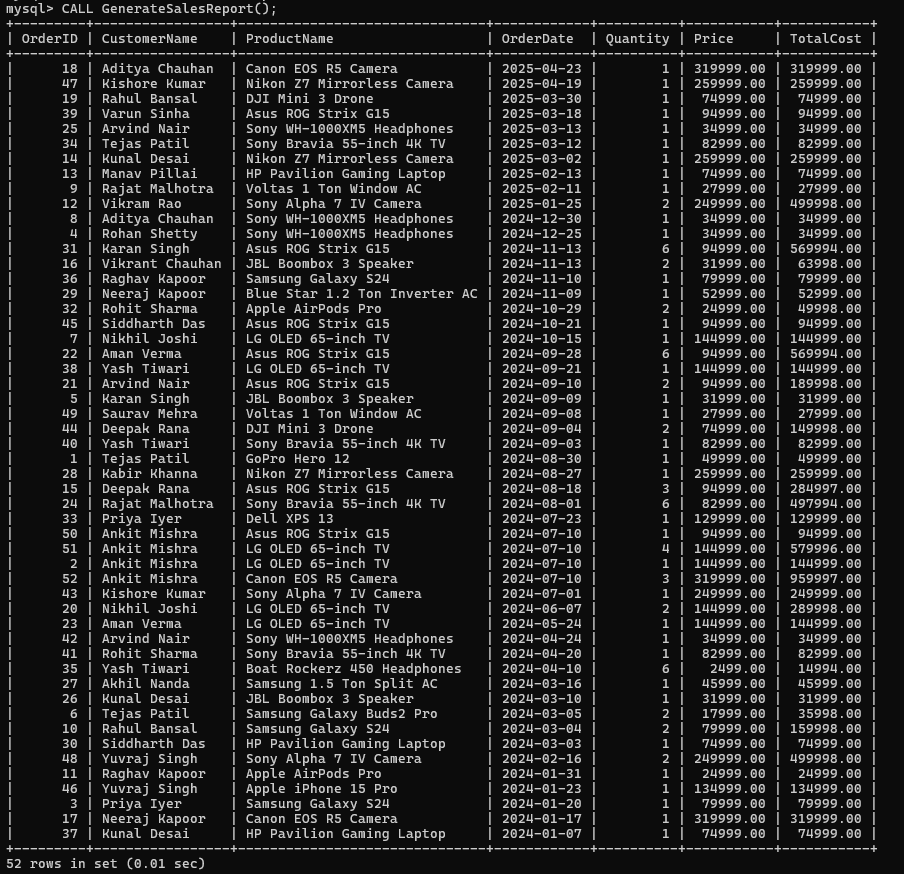 mysql> CALL GenerateSalesReport();
+---------+-----------------+-------------------------------+------------+----------+-----------+-----------+
| OrderID | CustomerName    | ProductName                   | OrderDate  | Quantity | Price     | TotalCost |
+---------+-----------------+-------------------------------+------------+----------+-----------+-----------+
|      18 | Aditya Chauhan  | Canon EOS R5 Camera           | 2025-04-23 |        1 | 319999.00 | 319999.00 |
|      47 | Kishore Kumar   | Nikon Z7 Mirrorless Camera    | 2025-04-19 |        1 | 259999.00 | 259999.00 |
|      19 | Rahul Bansal    | DJI Mini 3 Drone              | 2025-03-30 |        1 |  74999.00 |  74999.00 |
|      39 | Varun Sinha     | Asus ROG Strix G15            | 2025-03-18 |        1 |  94999.00 |  94999.00 |
|      25 | Arvind Nair     | Sony WH-1000XM5 Headphones    | 2025-03-13 |        1 |  34999.00 |  34999.00 |
|      34 | Tejas Patil     | Sony Bravia 55-inch 4K TV     | 2025-03-12 |        1 |  82999.00 |  82999.00 |
|      14 | Kunal Desai     | Nikon Z7 Mirrorless Camera    | 2025-03-02 |        1 | 259999.00 | 259999.00 |
|      13 | Manav Pillai    | HP Pavilion Gaming Laptop     | 2025-02-13 |        1 |  74999.00 |  74999.00 |
|       9 | Rajat Malhotra  | Voltas 1 Ton Window AC        | 2025-02-11 |        1 |  27999.00 |  27999.00 |
|      12 | Vikram Rao      | Sony Alpha 7 IV Camera        | 2025-01-25 |        2 | 249999.00 | 499998.00 |
|       8 | Aditya Chauhan  | Sony WH-1000XM5 Headphones    | 2024-12-30 |        1 |  34999.00 |  34999.00 |
|       4 | Rohan Shetty    | Sony WH-1000XM5 Headphones    | 2024-12-25 |        1 |  34999.00 |  34999.00 |
|      31 | Karan Singh     | Asus ROG Strix G15            | 2024-11-13 |        6 |  94999.00 | 569994.00 |
|      16 | Vikrant Chauhan | JBL Boombox 3 Speaker         | 2024-11-13 |        2 |  31999.00 |  63998.00 |
|      36 | Raghav Kapoor   | Samsung Galaxy S24            | 2024-11-10 |        1 |  79999.00 |  79999.00 |
|      29 | Neeraj Kapoor   | Blue Star 1.2 Ton Inverter AC | 2024-11-09 |        1 |  52999.00 |  52999.00 |
|      32 | Rohit Sharma    | Apple AirPods Pro             | 2024-10-29 |        2 |  24999.00 |  49998.00 |
|      45 | Siddharth Das   | Asus ROG Strix G15            | 2024-10-21 |        1 |  94999.00 |  94999.00 |
|       7 | Nikhil Joshi    | LG OLED 65-inch TV            | 2024-10-15 |        1 | 144999.00 | 144999.00 |
|      22 | Aman Verma      | Asus ROG Strix G15            | 2024-09-28 |        6 |  94999.00 | 569994.00 |
|      38 | Yash Tiwari     | LG OLED 65-inch TV            | 2024-09-21 |        1 | 144999.00 | 144999.00 |
|      21 | Arvind Nair     | Asus ROG Strix G15            | 2024-09-10 |        2 |  94999.00 | 189998.00 |
|       5 | Karan Singh     | JBL Boombox 3 Speaker         | 2024-09-09 |        1 |  31999.00 |  31999.00 |
|      49 | Saurav Mehra    | Voltas 1 Ton Window AC        | 2024-09-08 |        1 |  27999.00 |  27999.00 |
|      44 | Deepak Rana     | DJI Mini 3 Drone              | 2024-09-04 |        2 |  74999.00 | 149998.00 |
|      40 | Yash Tiwari     | Sony Bravia 55-inch 4K TV     | 2024-09-03 |        1 |  82999.00 |  82999.00 |
|       1 | Tejas Patil     | GoPro Hero 12                 | 2024-08-30 |        1 |  49999.00 |  49999.00 |
|      28 | Kabir Khanna    | Nikon Z7 Mirrorless Camera    | 2024-08-27 |        1 | 259999.00 | 259999.00 |
|      15 | Deepak Rana     | Asus ROG Strix G15            | 2024-08-18 |        3 |  94999.00 | 284997.00 |
|      24 | Rajat Malhotra  | Sony Bravia 55-inch 4K TV     | 2024-08-01 |        6 |  82999.00 | 497994.00 |
|      33 | Priya Iyer      | Dell XPS 13                   | 2024-07-23 |        1 | 129999.00 | 129999.00 |
|      50 | Ankit Mishra    | Asus ROG Strix G15            | 2024-07-10 |        1 |  94999.00 |  94999.00 |
|      51 | Ankit Mishra    | LG OLED 65-inch TV            | 2024-07-10 |        4 | 144999.00 | 579996.00 |
|       2 | Ankit Mishra    | LG OLED 65-inch TV            | 2024-07-10 |        1 | 144999.00 | 144999.00 |
|      52 | Ankit Mishra    | Canon EOS R5 Camera           | 2024-07-10 |        3 | 319999.00 | 959997.00 |
|      43 | Kishore Kumar   | Sony Alpha 7 IV Camera        | 2024-07-01 |        1 | 249999.00 | 249999.00 |
|      20 | Nikhil Joshi    | LG OLED 65-inch TV            | 2024-06-07 |        2 | 144999.00 | 289998.00 |
|      23 | Aman Verma      | LG OLED 65-inch TV            | 2024-05-24 |        1 | 144999.00 | 144999.00 |
|      42 | Arvind Nair     | Sony WH-1000XM5 Headphones    | 2024-04-24 |        1 |  34999.00 |  34999.00 |
|      41 | Rohit Sharma    | Sony Bravia 55-inch 4K TV     | 2024-04-20 |        1 |  82999.00 |  82999.00 |
|      35 | Yash Tiwari     | Boat Rockerz 450 Headphones   | 2024-04-10 |        6 |   2499.00 |  14994.00 |
|      27 | Akhil Nanda     | Samsung 1.5 Ton Split AC      | 2024-03-16 |        1 |  45999.00 |  45999.00 |
|      26 | Kunal Desai     | JBL Boombox 3 Speaker         | 2024-03-10 |        1 |  31999.00 |  31999.00 |
|       6 | Tejas Patil     | Samsung Galaxy Buds2 Pro      | 2024-03-05 |        2 |  17999.00 |  35998.00 |
|      10 | Rahul Bansal    | Samsung Galaxy S24            | 2024-03-04 |        2 |  79999.00 | 159998.00 |
|      30 | Siddharth Das   | HP Pavilion Gaming Laptop     | 2024-03-03 |        1 |  74999.00 |  74999.00 |
|      48 | Yuvraj Singh    | Sony Alpha 7 IV Camera        | 2024-02-16 |        2 | 249999.00 | 499998.00 |
|      11 | Raghav Kapoor   | Apple AirPods Pro             | 2024-01-31 |        1 |  24999.00 |  24999.00 |
|      46 | Yuvraj Singh    | Apple iPhone 15 Pro           | 2024-01-23 |        1 | 134999.00 | 134999.00 |
|       3 | Priya Iyer      | Samsung Galaxy S24            | 2024-01-20 |        1 |  79999.00 |  79999.00 |
|      17 | Neeraj Kapoor   | Canon EOS R5 Camera           | 2024-01-17 |        1 | 319999.00 | 319999.00 |
|      37 | Kunal Desai     | HP Pavilion Gaming Laptop     | 2024-01-07 |        1 |  74999.00 |  74999.00 |
+---------+-----------------+-------------------------------+------------+----------+-----------+-----------+
52 rows in set (0.01 sec)